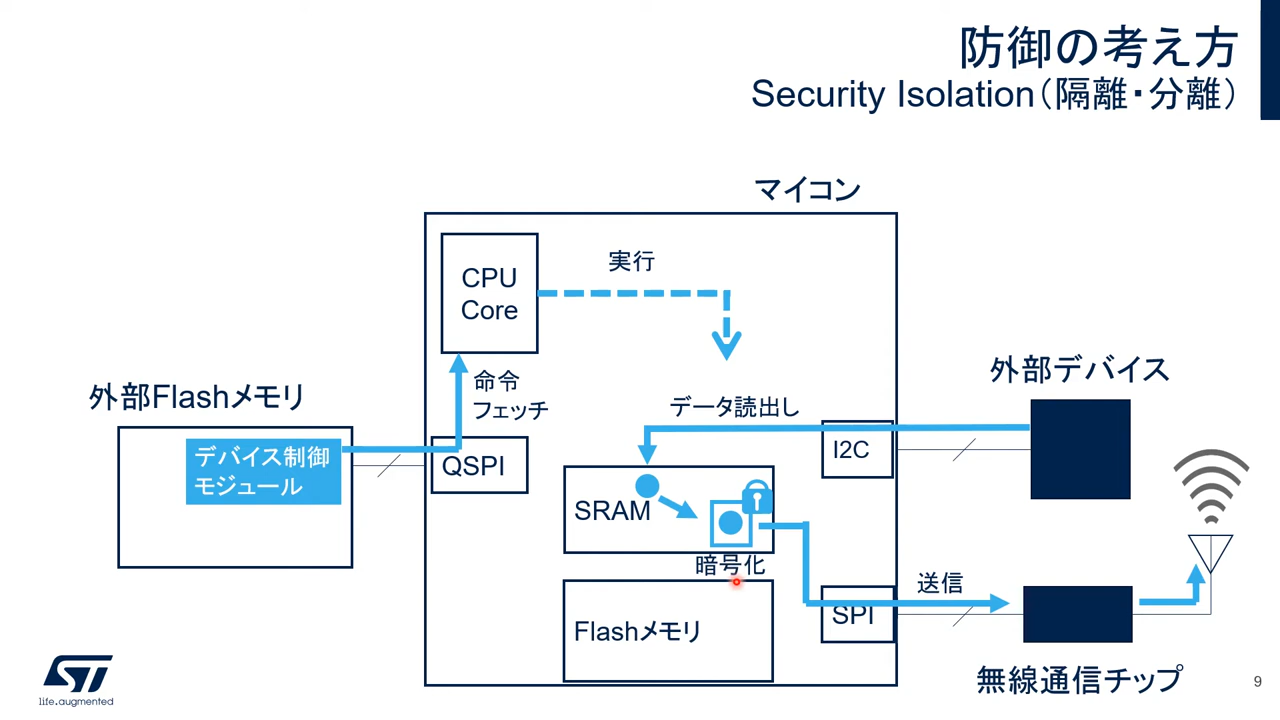 防御の考え方
Security Isolation（隔離・分離）
マイコン
CPU
Core
実行
命令
フェッチ
外部Flashメモリ
デバイス制御
モジュール
QSPI
データ読出し
I2C
外部デバイス
SRAM
暗号化
Flashメモリ
SPI
送信
無線通信チップ
ST
life.augmented
9